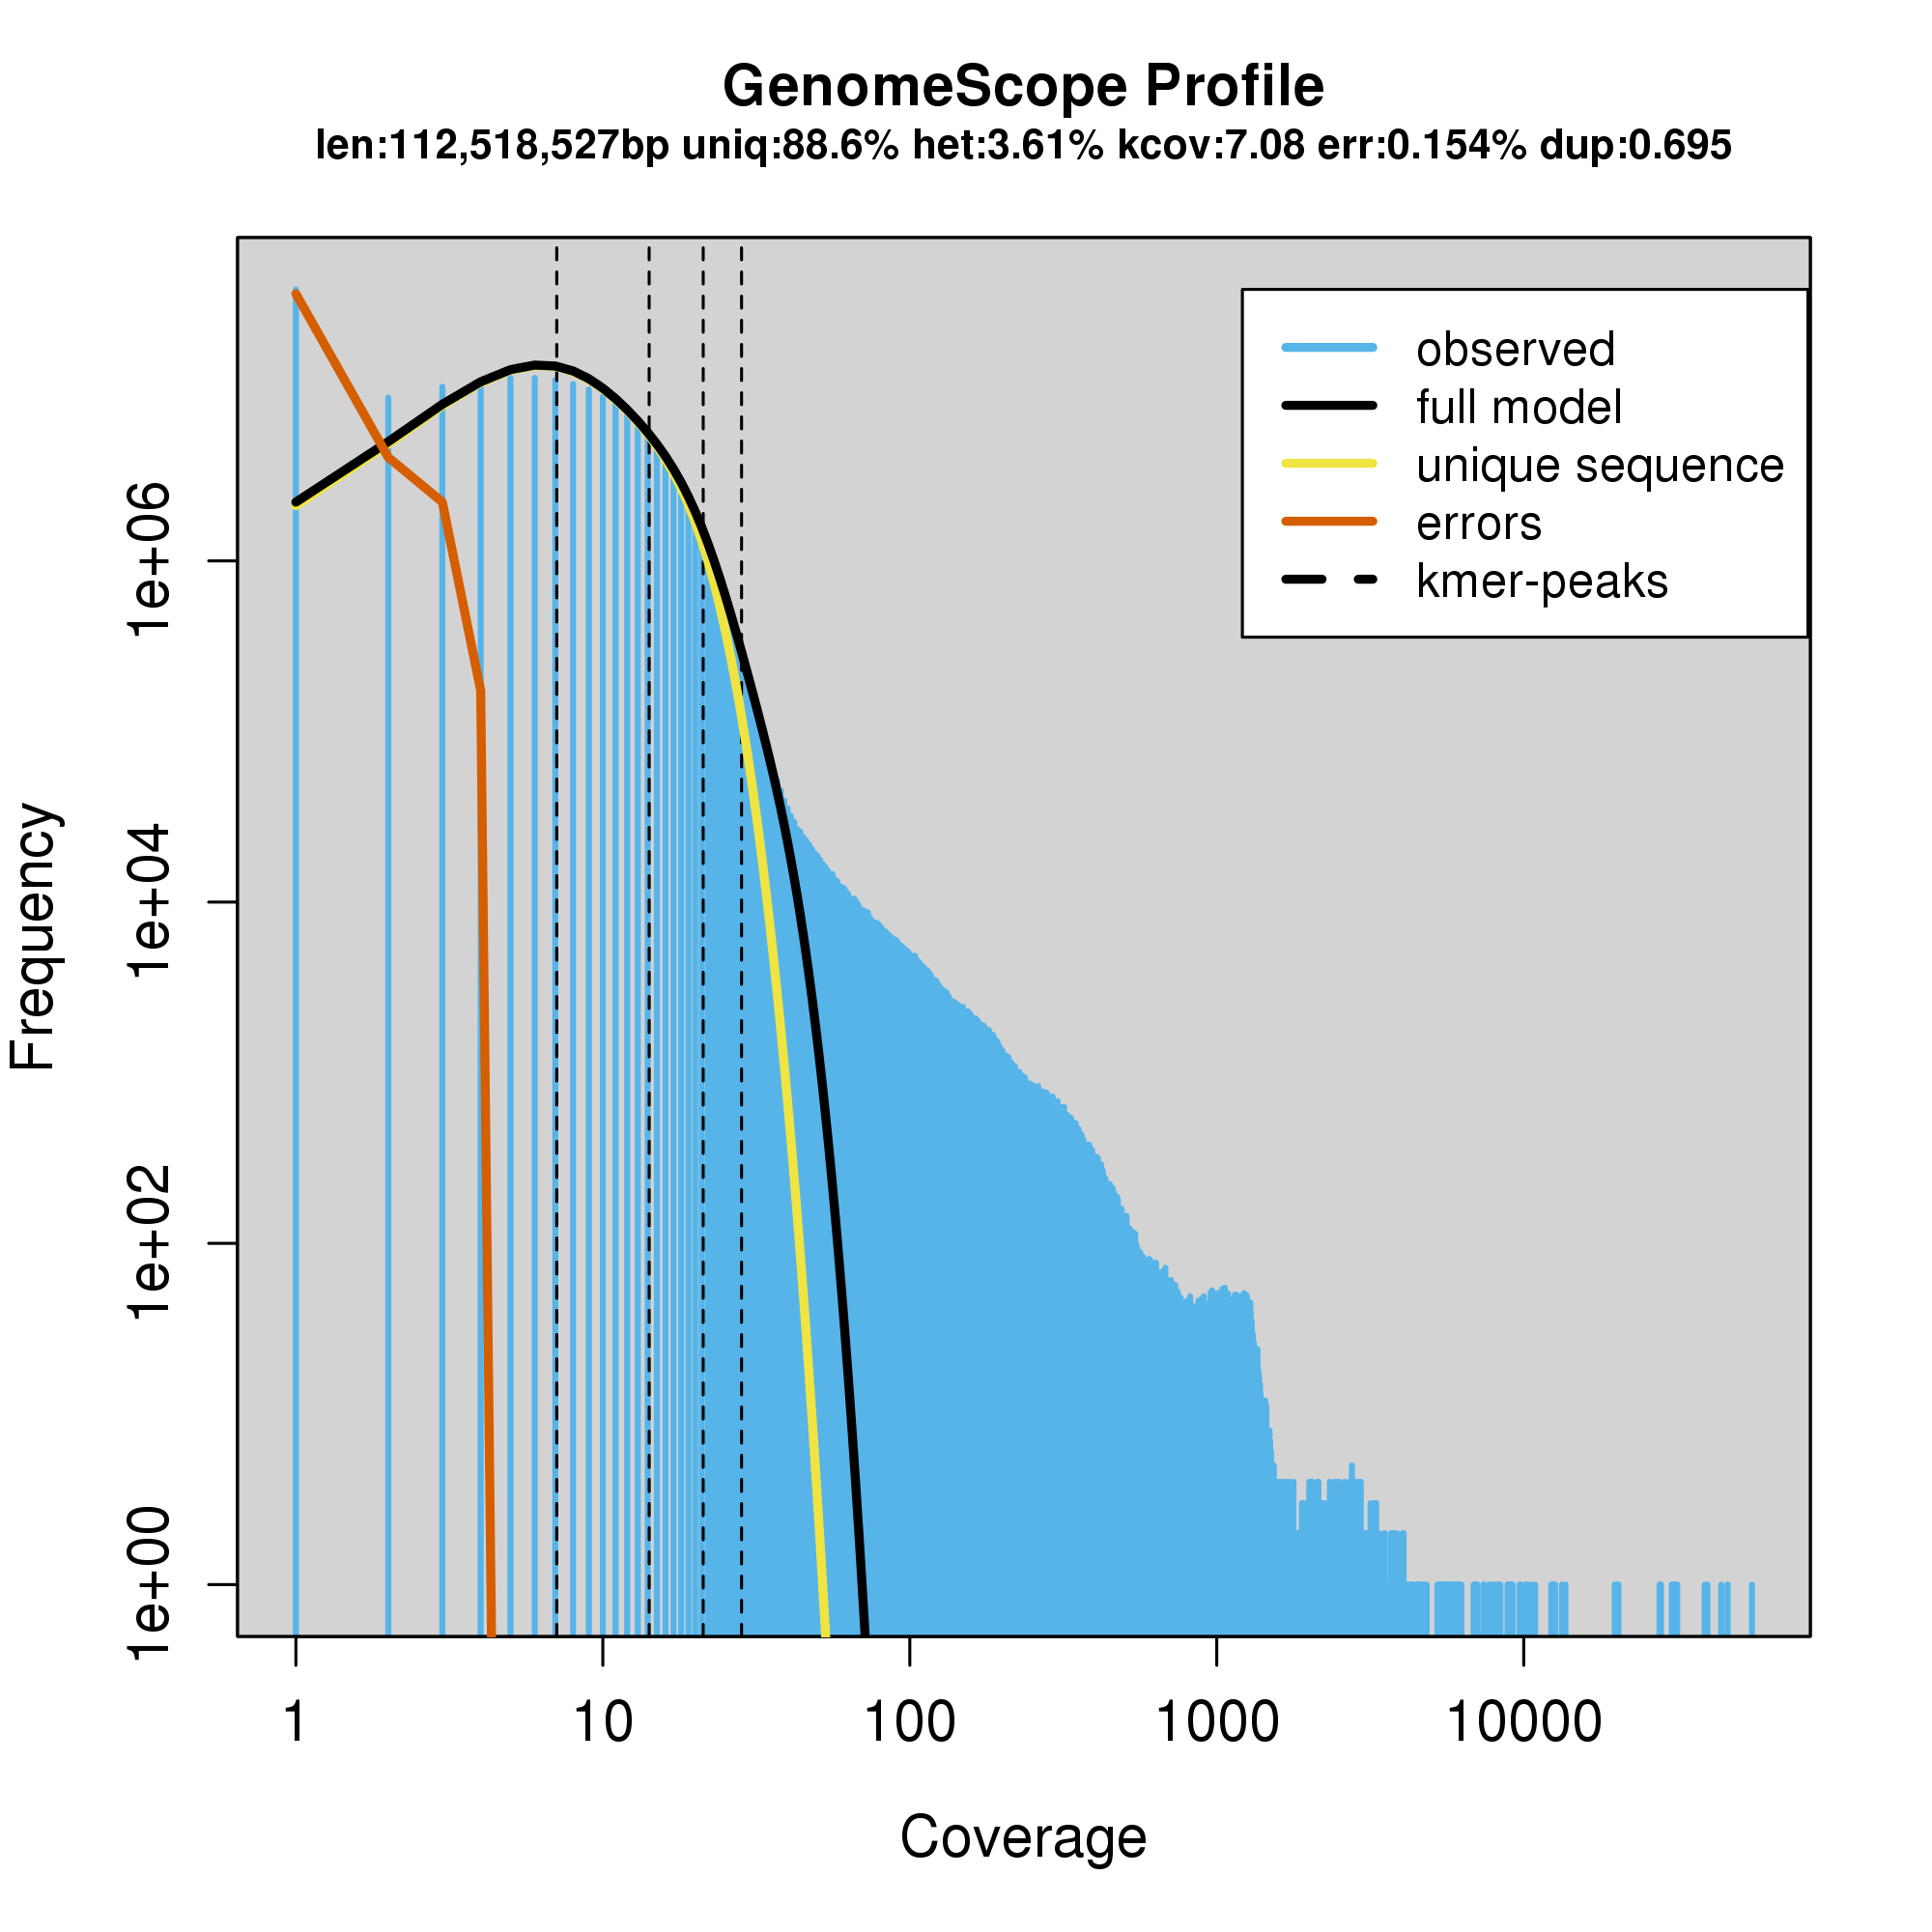 GenomeScope Profile
len:112,518,527bp uniq:88.6% het:3.61% kcov:7.08 err:0.154% dup:0.695
observed
full model
unique sequence
errors
kmer-peaks
Frequency
1e+06
1e+04
1e+02
1e+00
1 10 100 1000 10000
Coverage